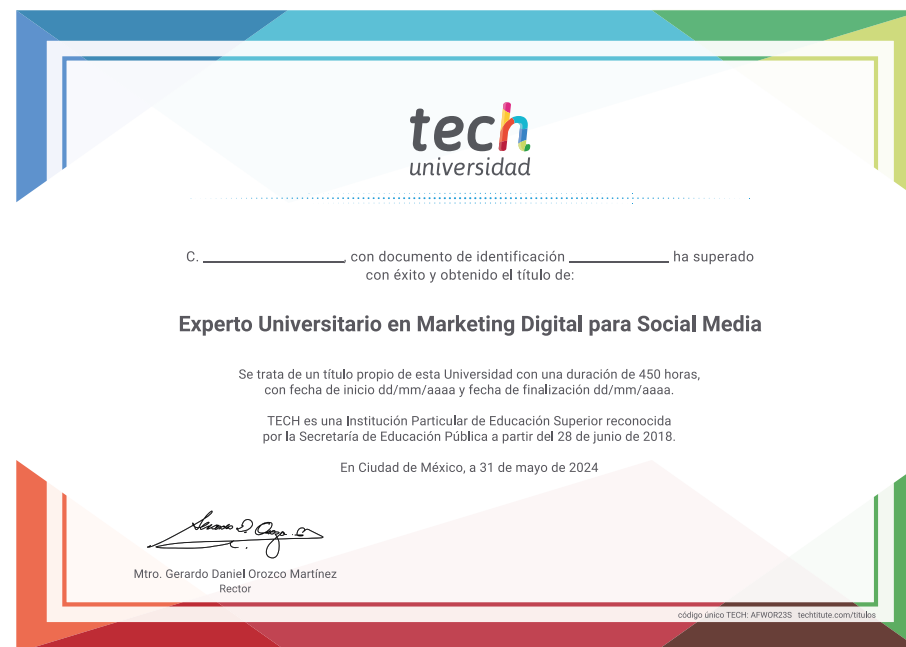 tech
universidad
C. ____________________, con documento de identificación ______________ ha superado
con éxito y obtenido el título de:
Experto Universitario en Marketing Digital para Social Media
Se trata de un título propio de esta Universidad con una duración de 450 horas,
con fecha de inicio dd/mm/aaaa y fecha de finalización dd/mm/aaaa.
TECH es una Institución Particular de Educación Superior reconocida
por la Secretaría de Educación Pública a partir del 28 de junio de 2018.
En Ciudad de México, a 31 de mayo de 2024
Mtro. Gerardo Daniel Orozco Martínez
Rector
código único TECH: AFWOR23S techtitute.com/titulos